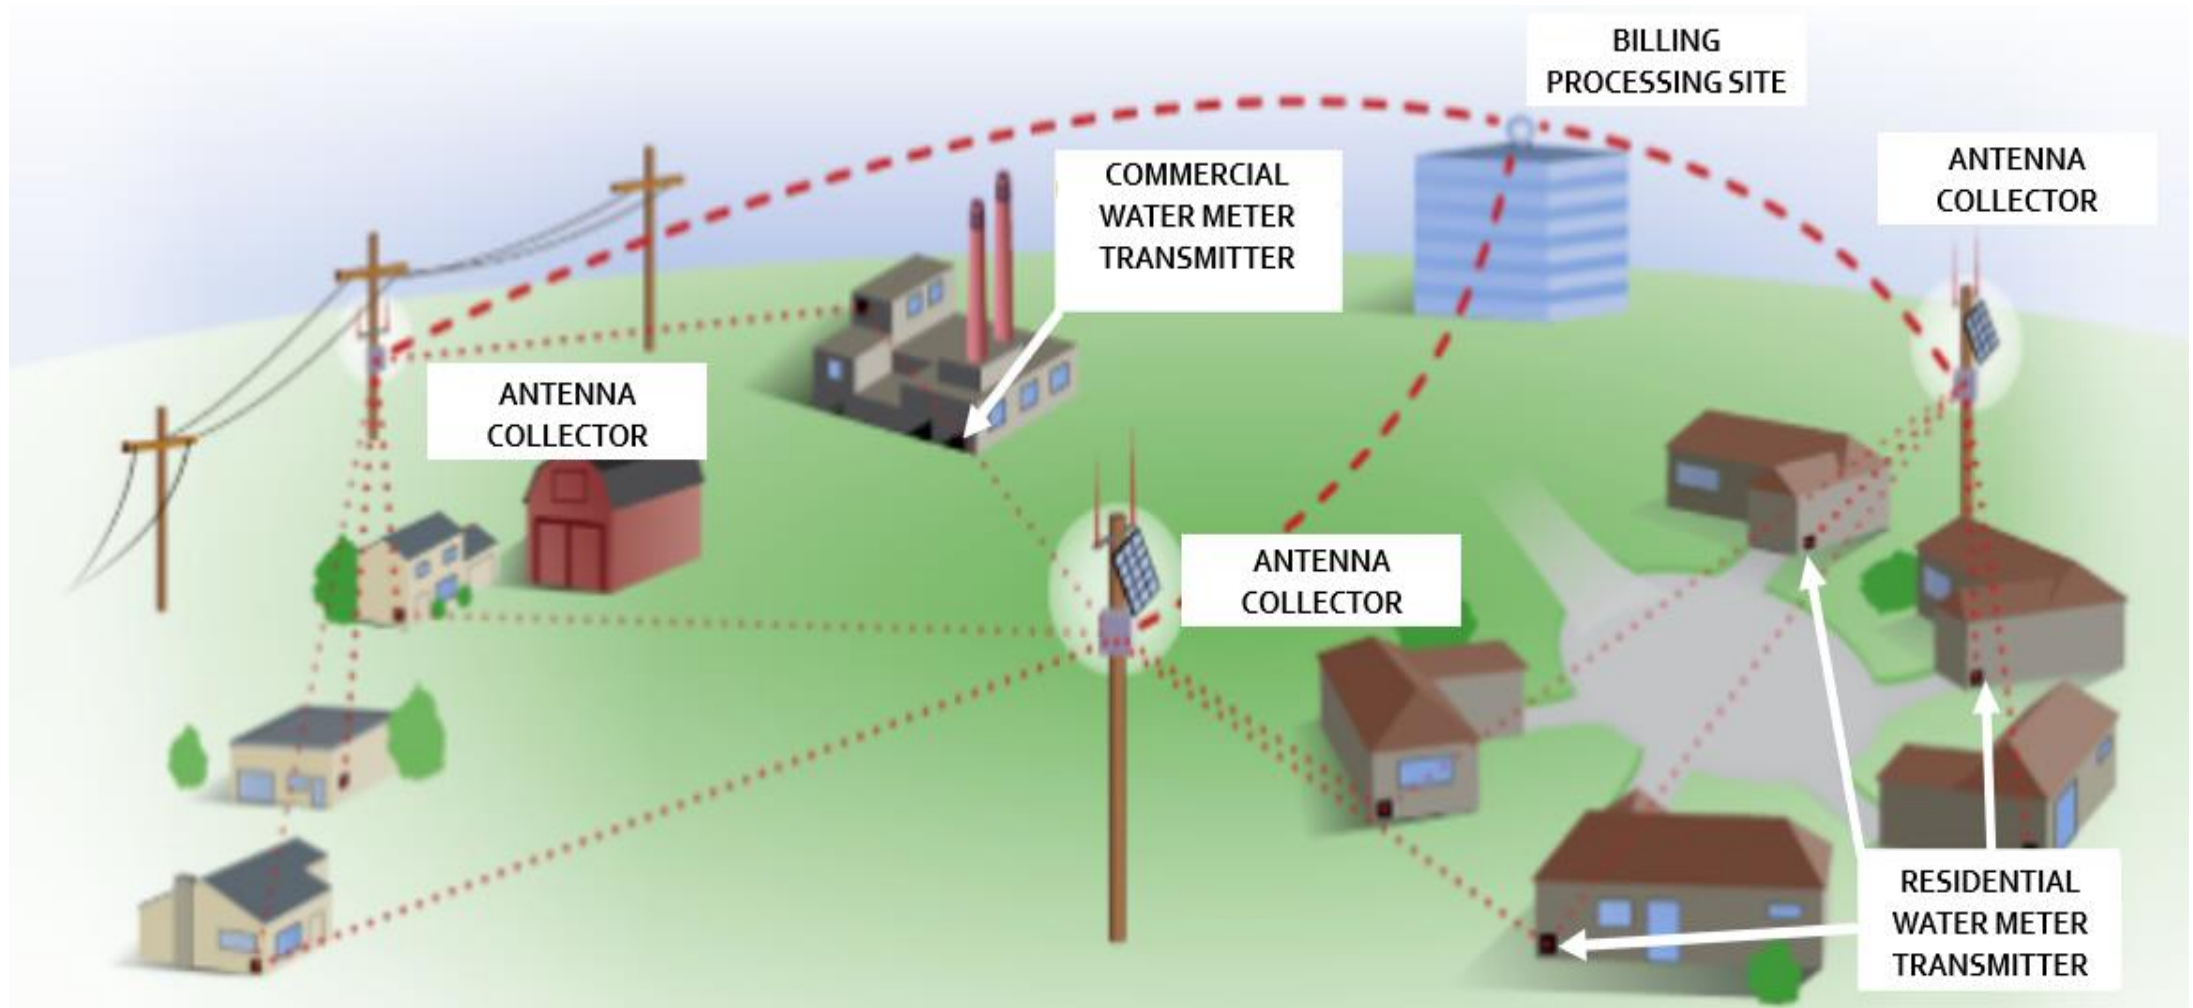 BILLING
PROCESSING SITE
COMMERCIAL
WATER METER
TRANSMITTER
ANTENNA
COLLECTOR
ANTENNA
COLLECTOR
ANTENNA
COLLECTOR
RESIDENTIAL
WATER METER
TRANSMITTER